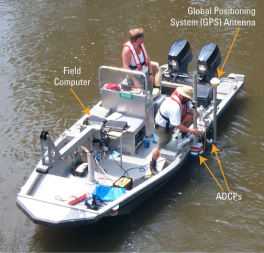 Global Positioning
System (GPS) Antenna
Field
Computer
ADCPs